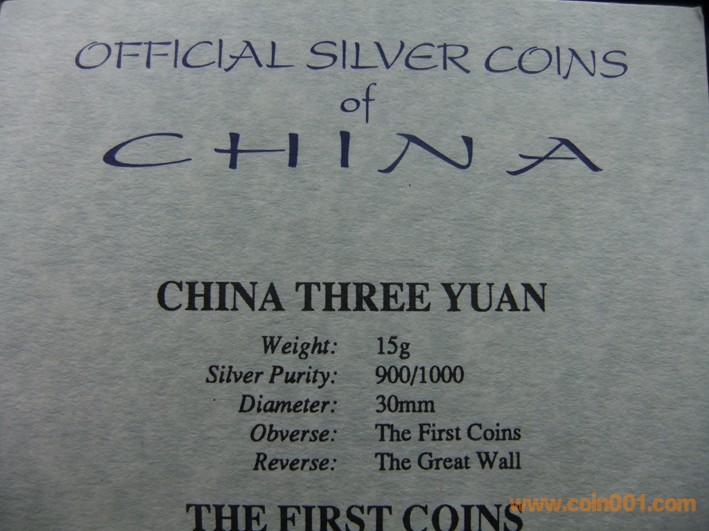 OFFICIAL SILVER COINS
of
CHINA
CHINA THREE YUAN
Weight: 15g
Silver Purity: 900/1000
Diameter: 30mm
Obverse: The First Coins
Reverse: The Great Wall
THE FIRST COINS
www.coin001.com